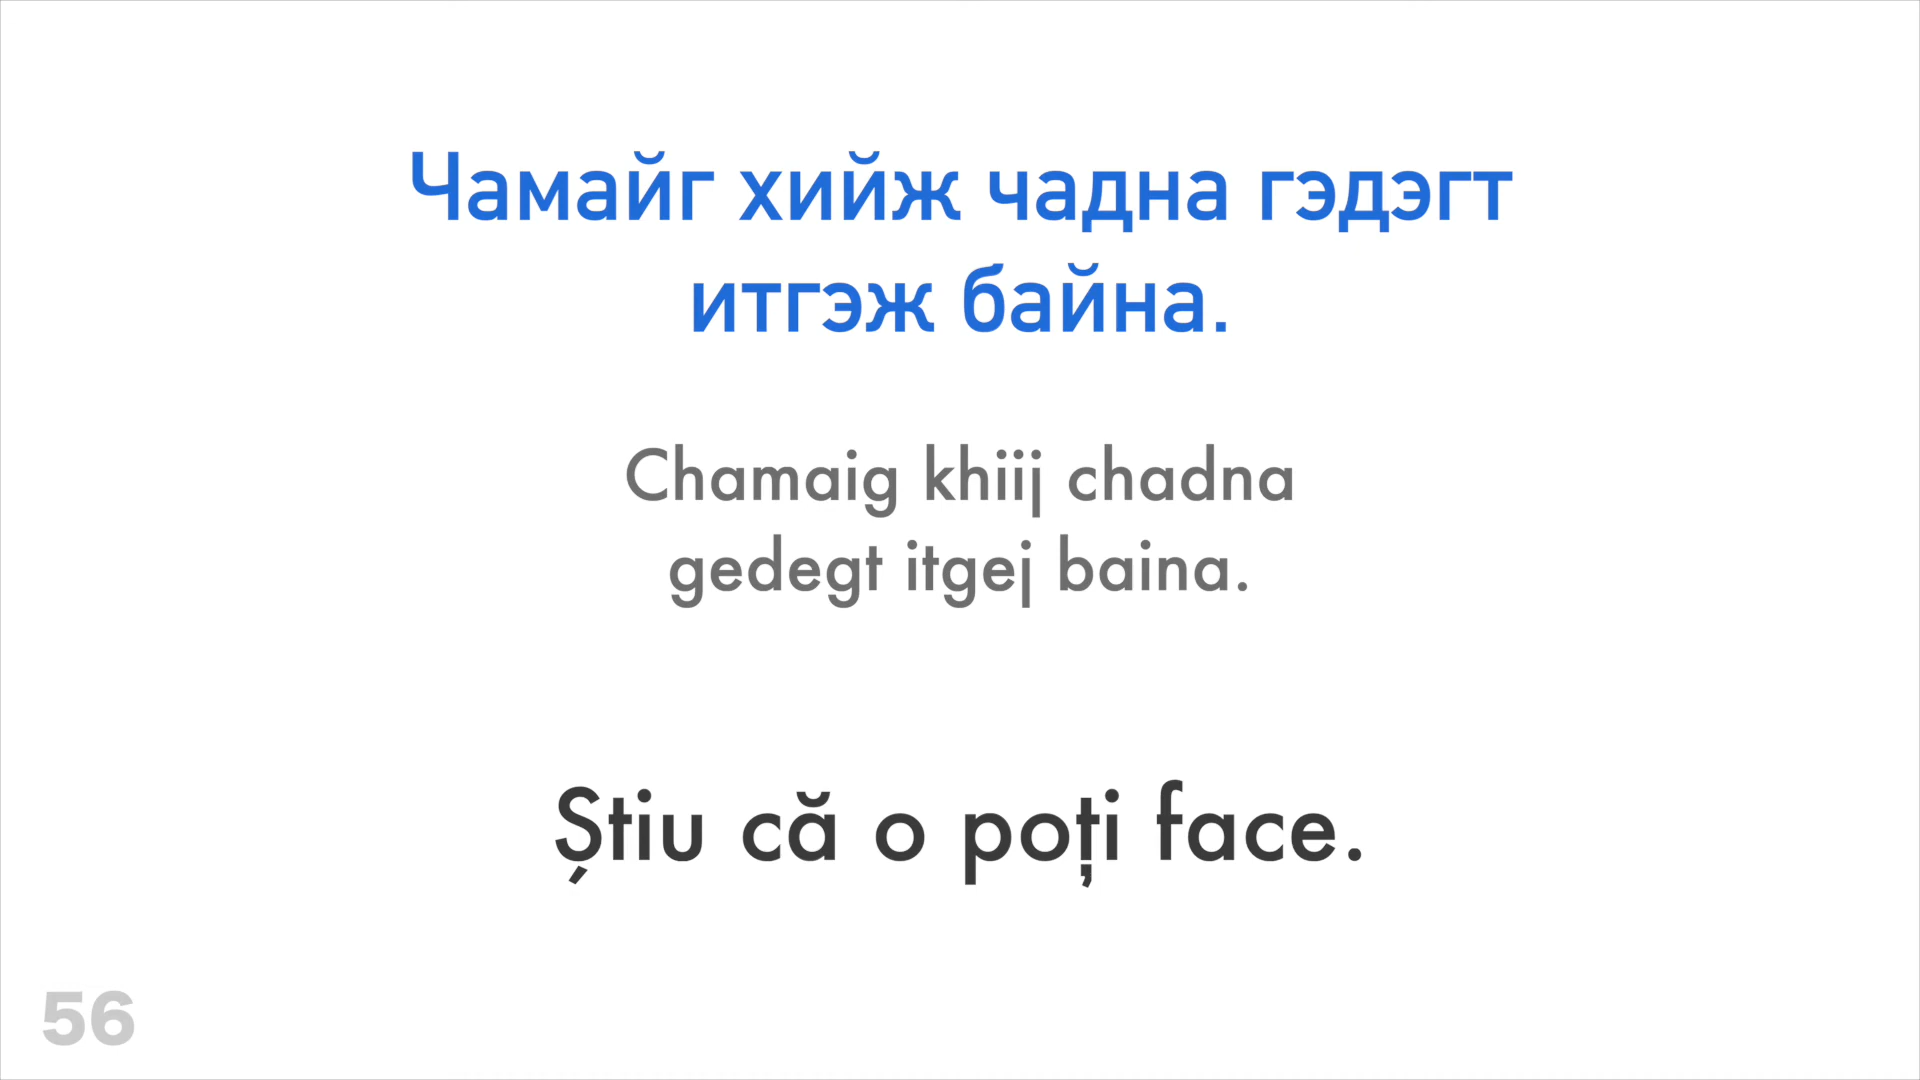 Чамайг хийж чадна гэдэгт
итгэж байна.
Chamaig khiij chadna
gedegt itgej baina.
Știu că o poți face.
56